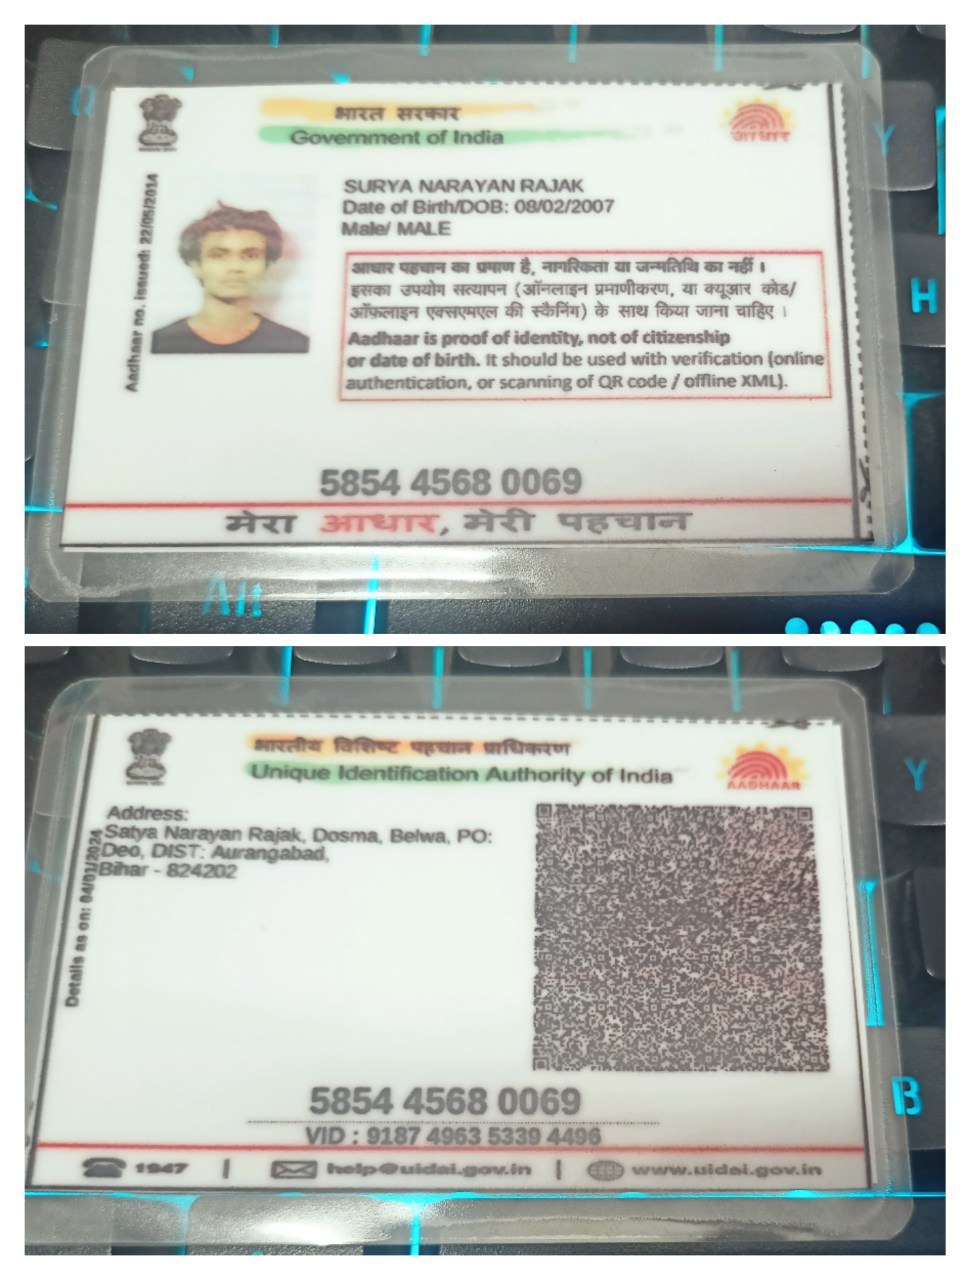 भारत सरकार
Government of India
आधार
SURYA NARAYAN RAJAK
Date of Birth/DOB: 08/02/2007
Male/ MALE
Aadhaar no. issued: 22/05/2014
आधार पहचान का प्रमाण है, नागरिकता या जन्मतिथि का नहीं ।
इसका उपयोग सत्यापन (ऑनलाइन प्रमाणीकरण, या क्यूआर कोड/
ऑफ़लाइन एक्सएमएल की स्कैनिंग) के साथ किया जाना चाहिए ।
Aadhaar is proof of identity, not of citizenship
or date of birth. It should be used with verification (online
authentication, or scanning of QR code / offline XML).
5854 4568 0069
मेरा आधार, मेरी पहचान
Q
Y
H
Alt
भारतीय विशिष्ट पहचान प्राधिकरण
Unique Identification Authority of India
AADHAAR
Address:
Satya Narayan Rajak, Dosma, Belwa, PO:
Deo, DIST: Aurangabad,
Bihar - 824202
Details as on: 04/01/2024
5854 4568 0069
VID : 9187 4963 5339 4496
1947 | help@uidai.gov.in | www.uidai.gov.in
Y
B